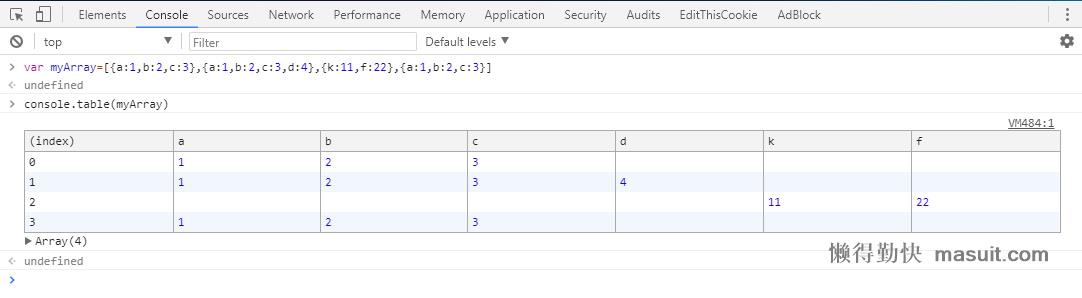 Elements Console Sources Network Performance Memory Application Security Audits EditThisCookie AdBlock
top Filter Default levels
var myArray=[{a:1,b:2,c:3},{a:1,b:2,c:3,d:4},{k:11,f:22},{a:1,b:2,c:3}]
undefined
console.table(myArray)
VM484:1
(index) a b c d k f
0 1 2 3
1 1 2 3 4
2 11 22
3 1 2 3
Array(4)
undefined
懒得勤快 masuit.com